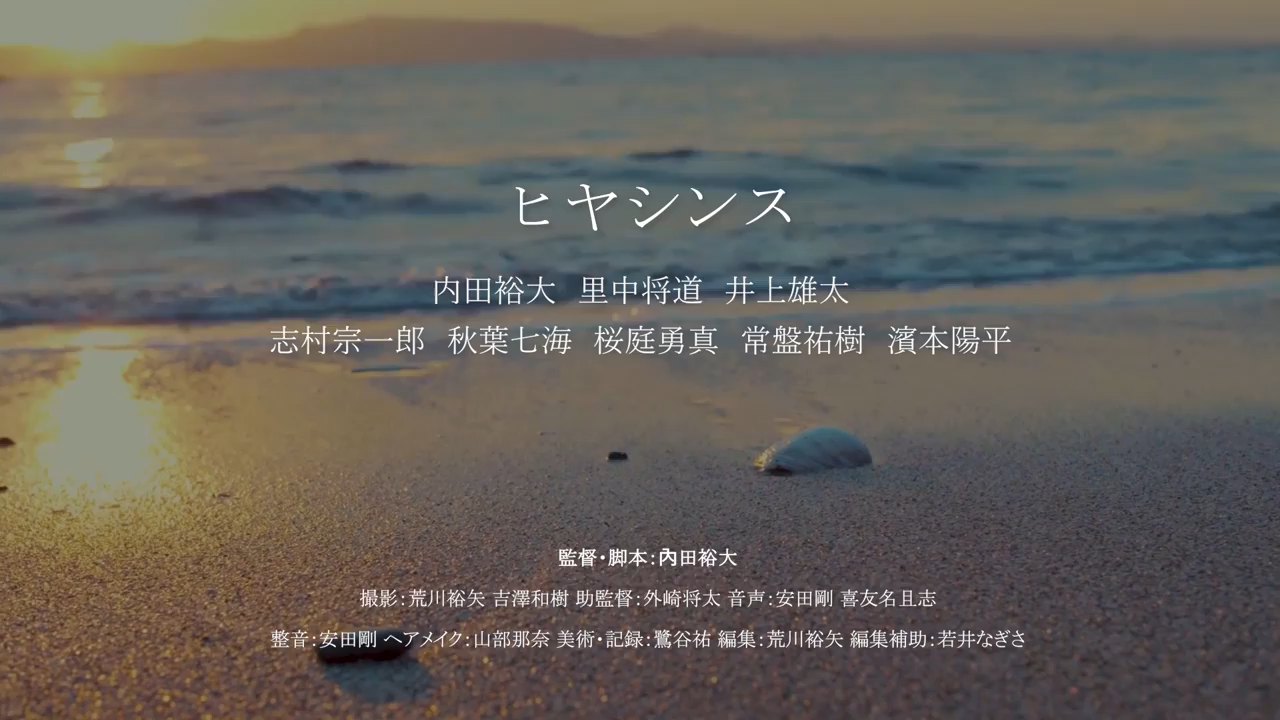 ヒヤシンス
内田裕大 里中将道 井上雄太
志村宗一郎 秋葉七海 桜庭勇真 常盤祐樹 濱本陽平
監督・脚本:内田裕大
撮影:荒川裕矢 吉澤和樹 助監督:外崎将太 音声:安田剛 喜友名且志
整音:安田剛 ヘアメイク:山部那奈 美術・記録:鷺谷祐 編集:荒川裕矢 編集補助:若井なぎさ